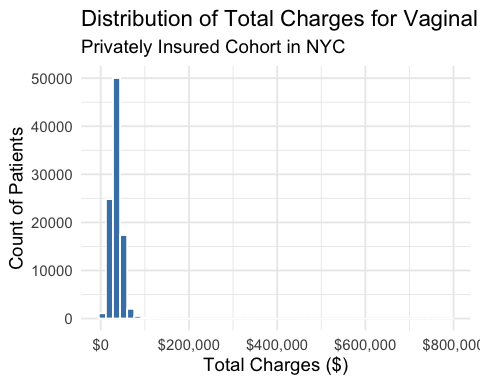 Distribution of Total Charges for Vaginal
Privately Insured Cohort in NYC
Count of Patients
50000
40000
30000
20000
10000
0
$0 $200,000 $400,000 $600,000 $800,000
Total Charges ($)